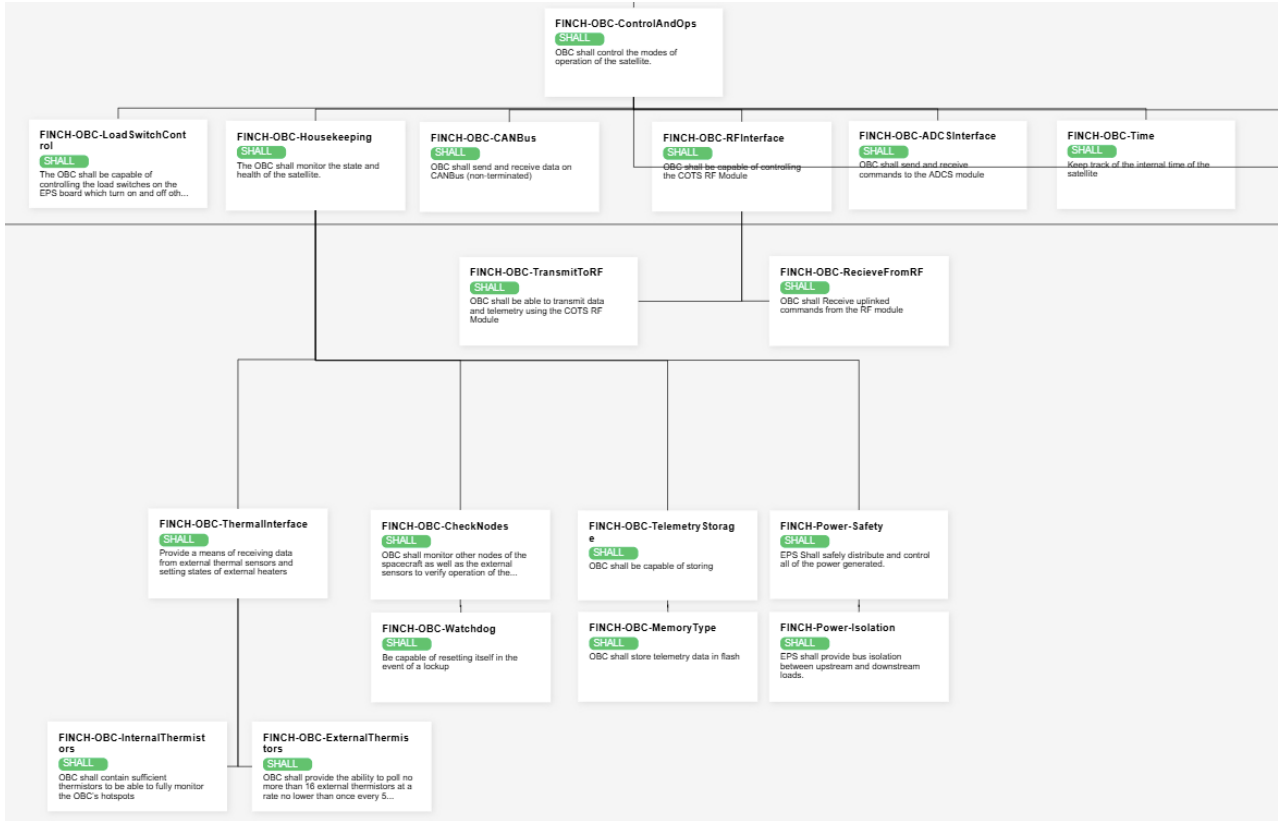 FINCH-OBC-ControlAndOps
SHALL
OBC shall control the modes of
operation of the satellite.
FINCH-OBC-LoadSwitchCont
rol
SHALL
The OBC shall be capable of
controlling the load switches on the
EPS board which turn on and off oth...
FINCH-OBC-Housekeeping
SHALL
The OBC shall monitor the state and
health of the satellite.
FINCH-OBC-CANBus
SHALL
OBC shall send and receive data on
CANBus (non-terminated)
FINCH-OBC-RFInterface
SHALL
OBC shall be capable of controlling
the COTS RF Module
FINCH-OBC-ADCSInterface
SHALL
OBC shall send and receive
commands to the ADCS module
FINCH-OBC-Time
SHALL
Keep track of the internal time of the
satellite
FINCH-OBC-TransmitToRF
SHALL
OBC shall be able to transmit data
and telemetry using the COTS RF
Module
FINCH-OBC-RecieveFromRF
SHALL
OBC shall Receive uplinked
commands from the RF module
FINCH-OBC-ThermalInterface
SHALL
Provide a means of receiving data
from external thermal sensors and
setting states of external heaters
FINCH-OBC-CheckNodes
SHALL
OBC shall monitor other nodes of the
spacecraft as well as the external
sensors to verify operation of the...
FINCH-OBC-TelemetryStorag
e
SHALL
OBC shall be capable of storing
FINCH-Power-Safety
SHALL
EPS Shall safely distribute and control
all of the power generated.
FINCH-OBC-Watchdog
SHALL
Be capable of resetting itself in the
event of a lockup
FINCH-OBC-MemoryType
SHALL
OBC shall store telemetry data in flash
FINCH-Power-Isolation
SHALL
EPS shall provide bus isolation
between upstream and downstream
loads.
FINCH-OBC-InternalThermist
ors
SHALL
OBC shall contain sufficient
thermistors to be able to fully monitor
the OBC's hotspots
FINCH-OBC-ExternalThermis
tors
SHALL
OBC shall provide the ability to poll no
more than 16 external thermistors at a
rate no lower than once every 5...